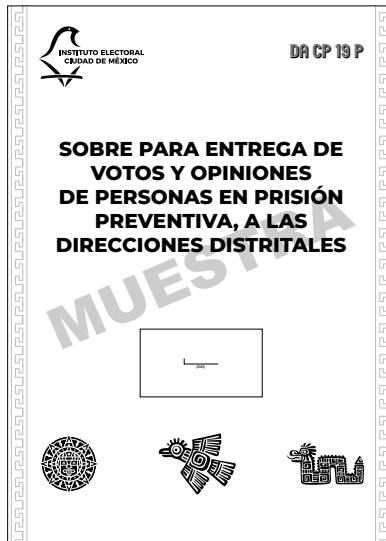 INSTITUTO ELECTORAL
CIUDAD DE MÉXICO
DA CP 19 P
SOBRE PARA ENTREGA DE
VOTOS Y OPINIONES
DE PERSONAS EN PRISIÓN
PREVENTIVA, A LAS
DIRECCIONES DISTRITALES
MUESTRA